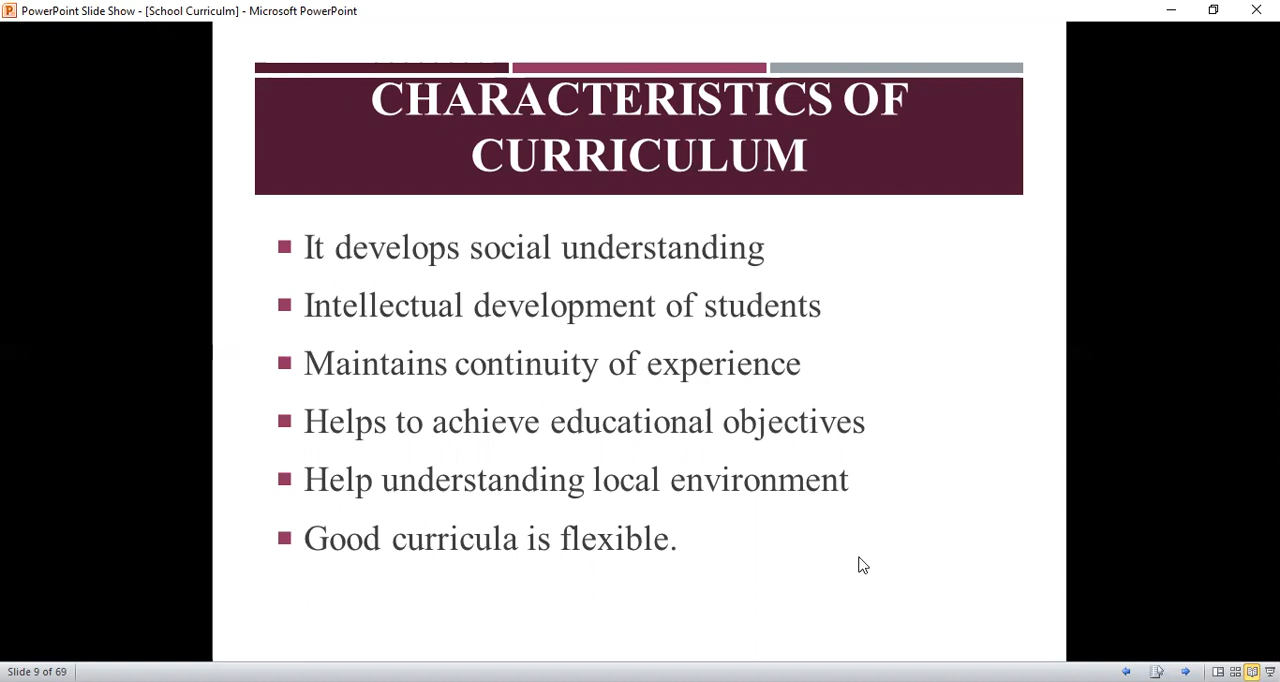 PowerPoint Slide Show - [School Curriculm] - Microsoft PowerPoint
CHARACTERISTICS OF
CURRICULUM
It develops social understanding
Intellectual development of students
Maintains continuity of experience
Helps to achieve educational objectives
Help understanding local environment
Good curricula is flexible.
Slide 9 of 69